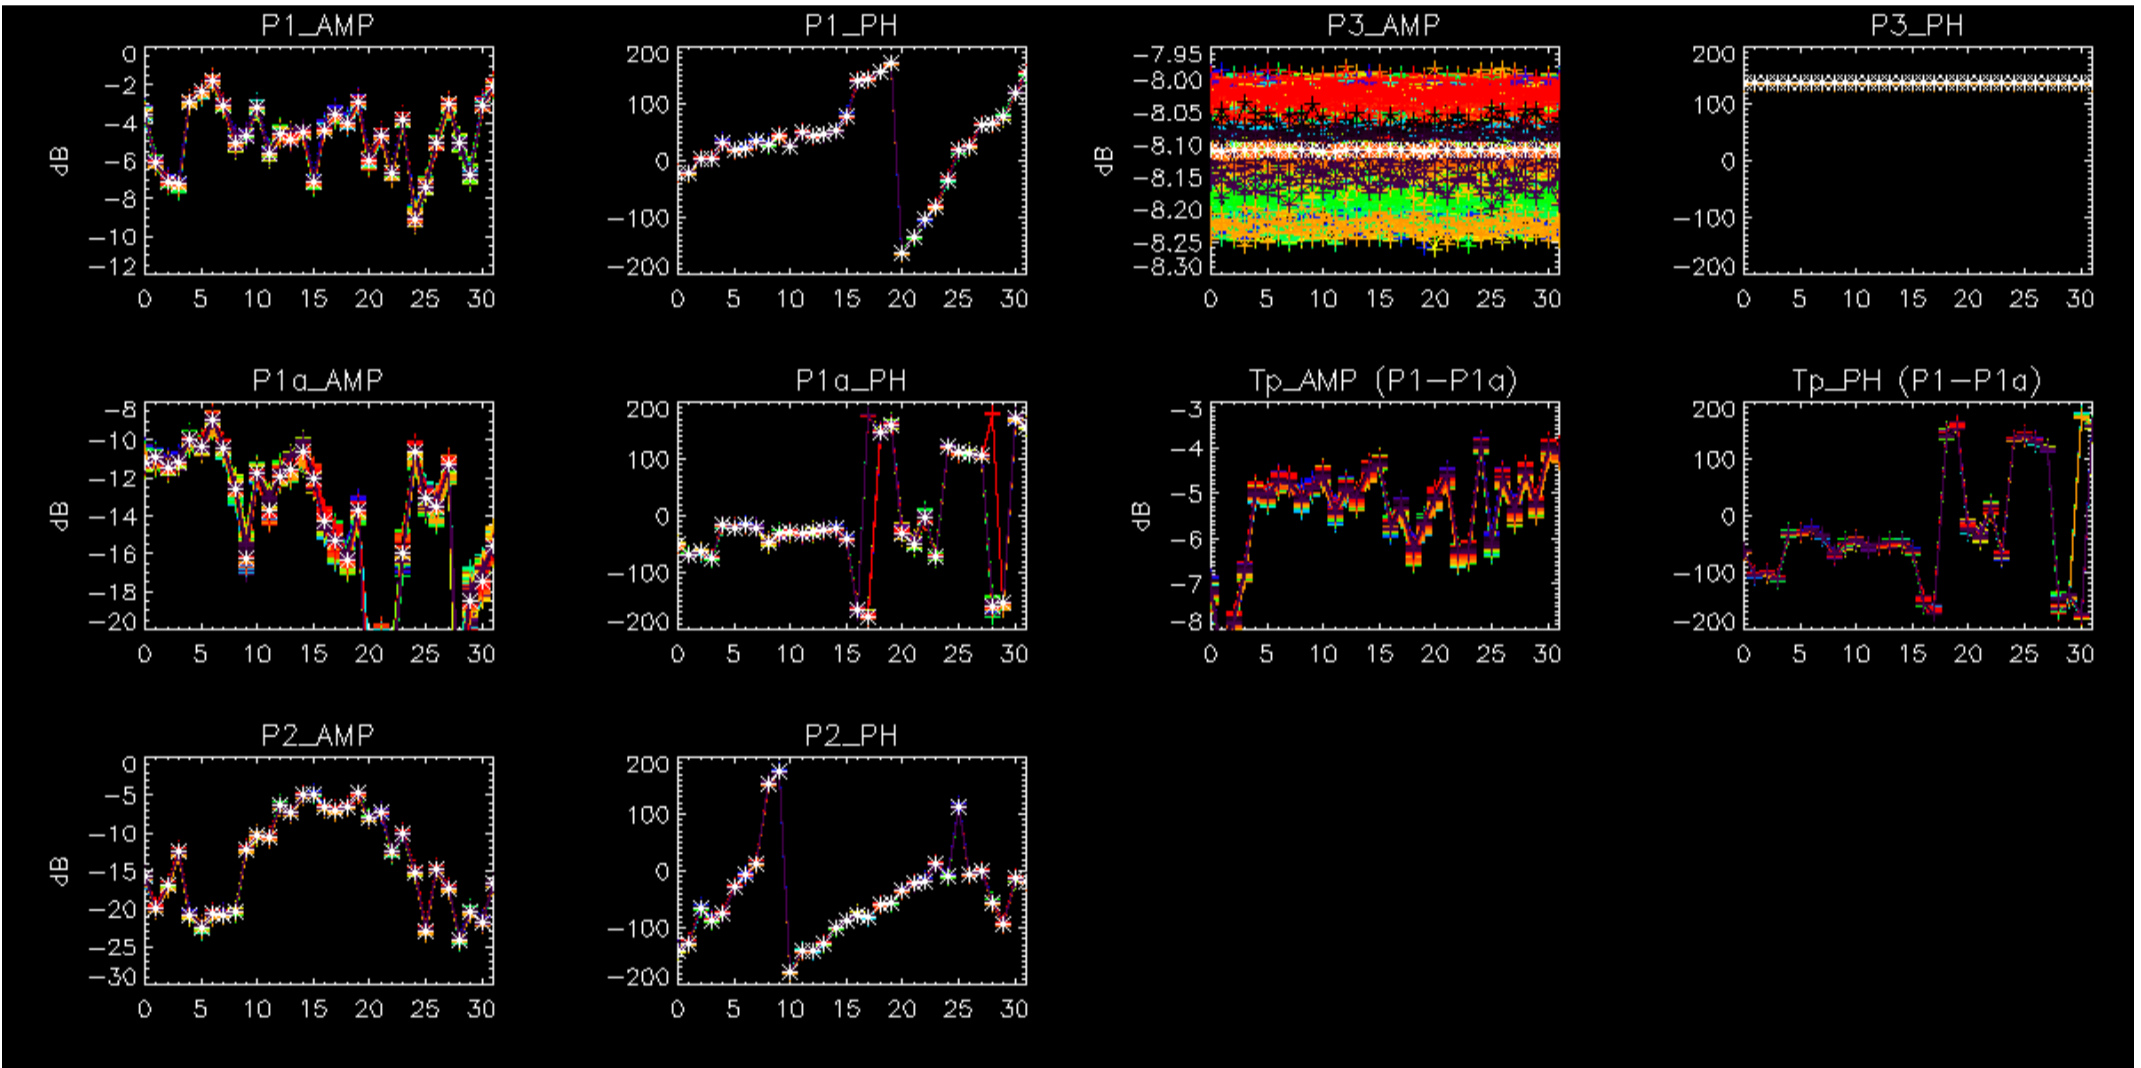 P1_AMP P1_PH P3_AMP P3_PH
0 200 -7.95 200
-2 100 -8.00 100
-4 0 -8.05 0
-6 -100 -8.10 -100
-8 -200 -8.15 -200
-10 -8.20
-12 -8.25
-8.30
dB dB
0 5 10 15 20 25 30 0 5 10 15 20 25 30 0 5 10 15 20 25 30 0 5 10 15 20 25 30
P1a_AMP P1a_PH Tp_AMP (P1-P1a) Tp_PH (P1-P1a)
-8 200 -3 200
-10 100 -4 100
-12 0 -5 0
-14 -100 -6 -100
-16 -200 -7 -200
-18 -8
-20
dB dB
0 5 10 15 20 25 30 0 5 10 15 20 25 30 0 5 10 15 20 25 30 0 5 10 15 20 25 30
P2_AMP P2_PH
0 200
-5 100
-10 0
-15 -100
-20 -200
-25
-30
dB
0 5 10 15 20 25 30 0 5 10 15 20 25 30